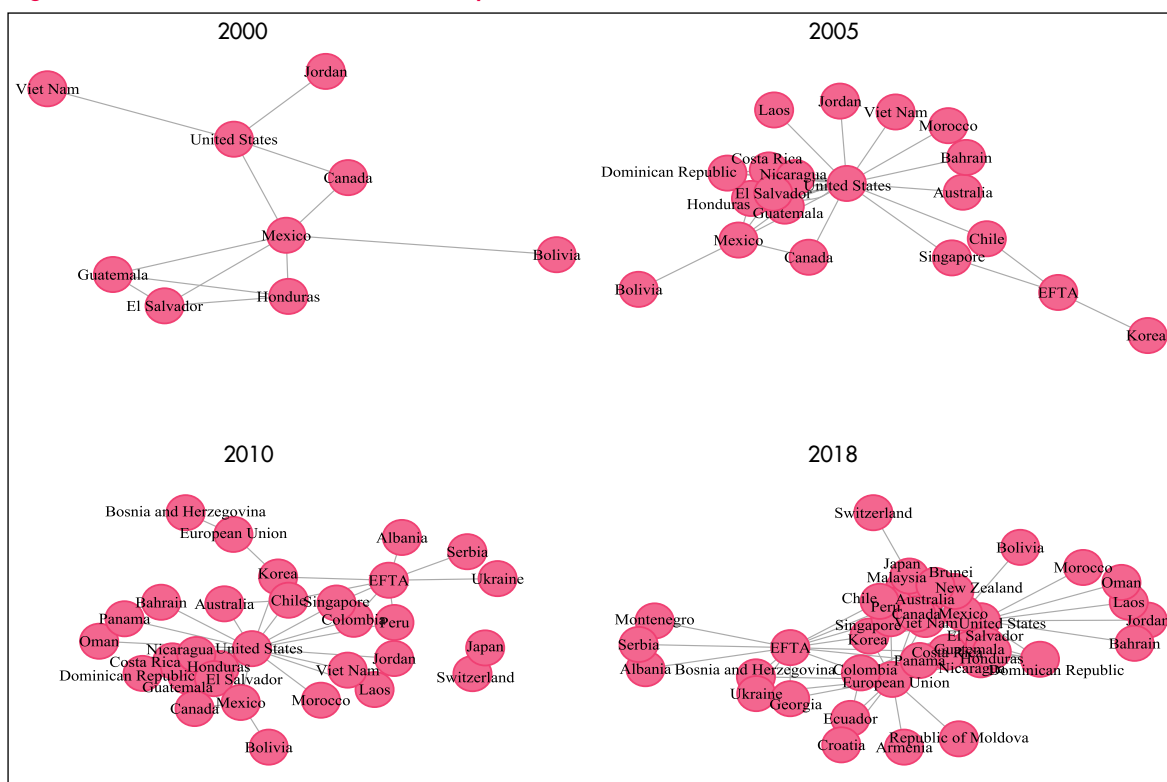 2000
Jordan
Viet Nam
United States
Canada
Mexico
Bolivia
Guatemala
El Salvador
Honduras
2005
Laos
Jordan
Viet Nam
Morocco
Costa Rica
Bahrain
Dominican Republic
Nicaragua
United States
El Salvador
Australia
Honduras
Guatemala
Mexico
Chile
Canada
Singapore
Bolivia
EFTA
Korea
2010
Bosnia and Herzegovina
European Union
Albania
Serbia
Korea
EFTA
Ukraine
Bahrain
Australia
Chile
Singapore
Panama
Colombia
Peru
Oman
Nicaragua
United States
Japan
Costa Rica
Honduras
Viet Nam
Jordan
Dominican Republic
El Salvador
Switzerland
Guatemala
Laos
Canada
Mexico
Morocco
Bolivia
2018
Switzerland
Bolivia
Japan
Brunei
Morocco
Malaysia
Oman
New Zealand
Chile
Australia
Laos
Peru
Canada
Mexico
Montenegro
Singapore
Viet Nam
United States
Jordan
Korea
El Salvador
Serbia
EFTA
Guatemala
Bahrain
Costa Rica
Honduras
Albania
Bosnia and Herzegovina
Colombia
Panama
Nicaragua
Dominican Republic
European Union
Ukraine
Georgia
Ecuador
Republic of Moldova
Croatia
Armenia